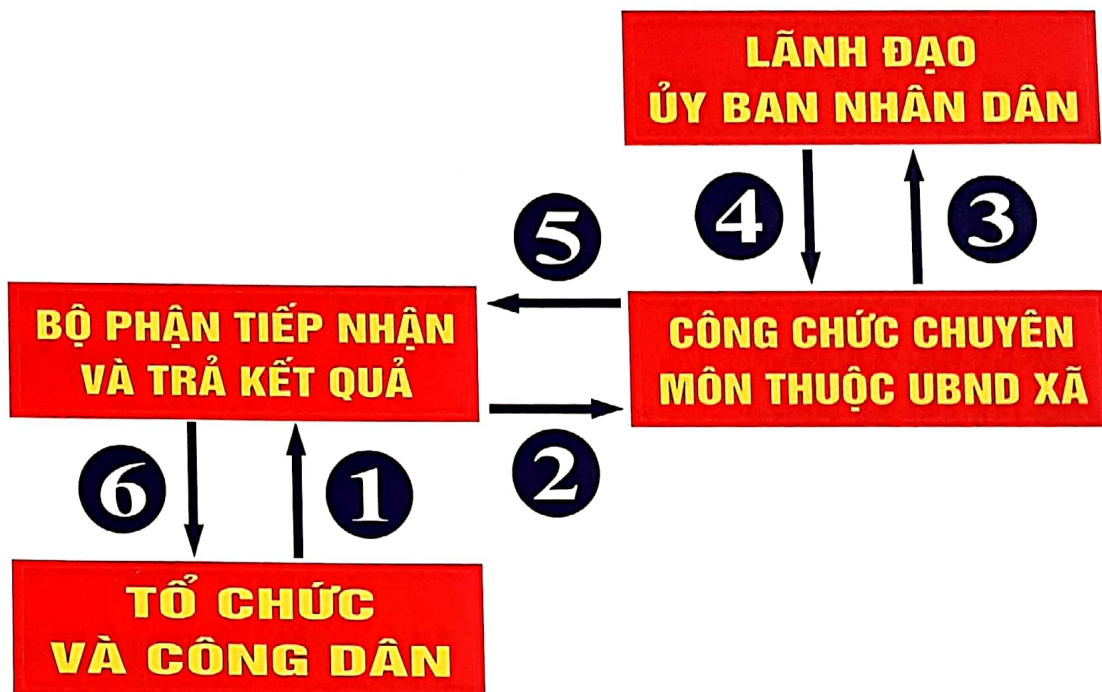 LÃNH ĐẠO
ỦY BAN NHÂN DÂN
4
3
5
BỘ PHẬN TIẾP NHẬN
VÀ TRẢ KẾT QUẢ
CÔNG CHỨC CHUYÊN
MÔN THUỘC UBND XÃ
2
6
1
TỔ CHỨC
VÀ CÔNG DÂN